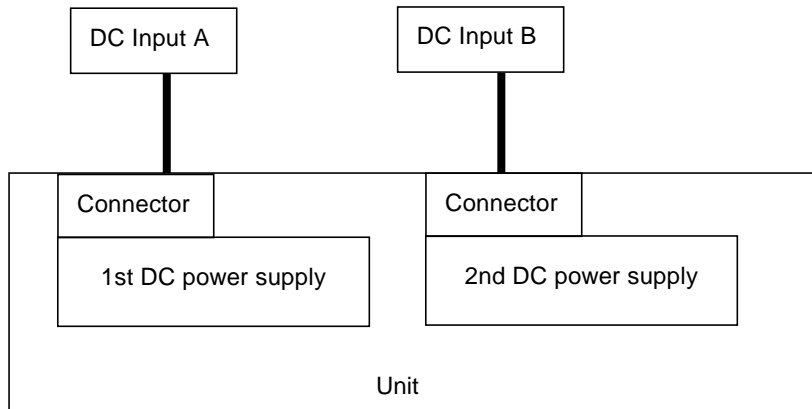 DC Input A
DC Input B
Connector
Connector
1st DC power supply
2nd DC power supply
Unit